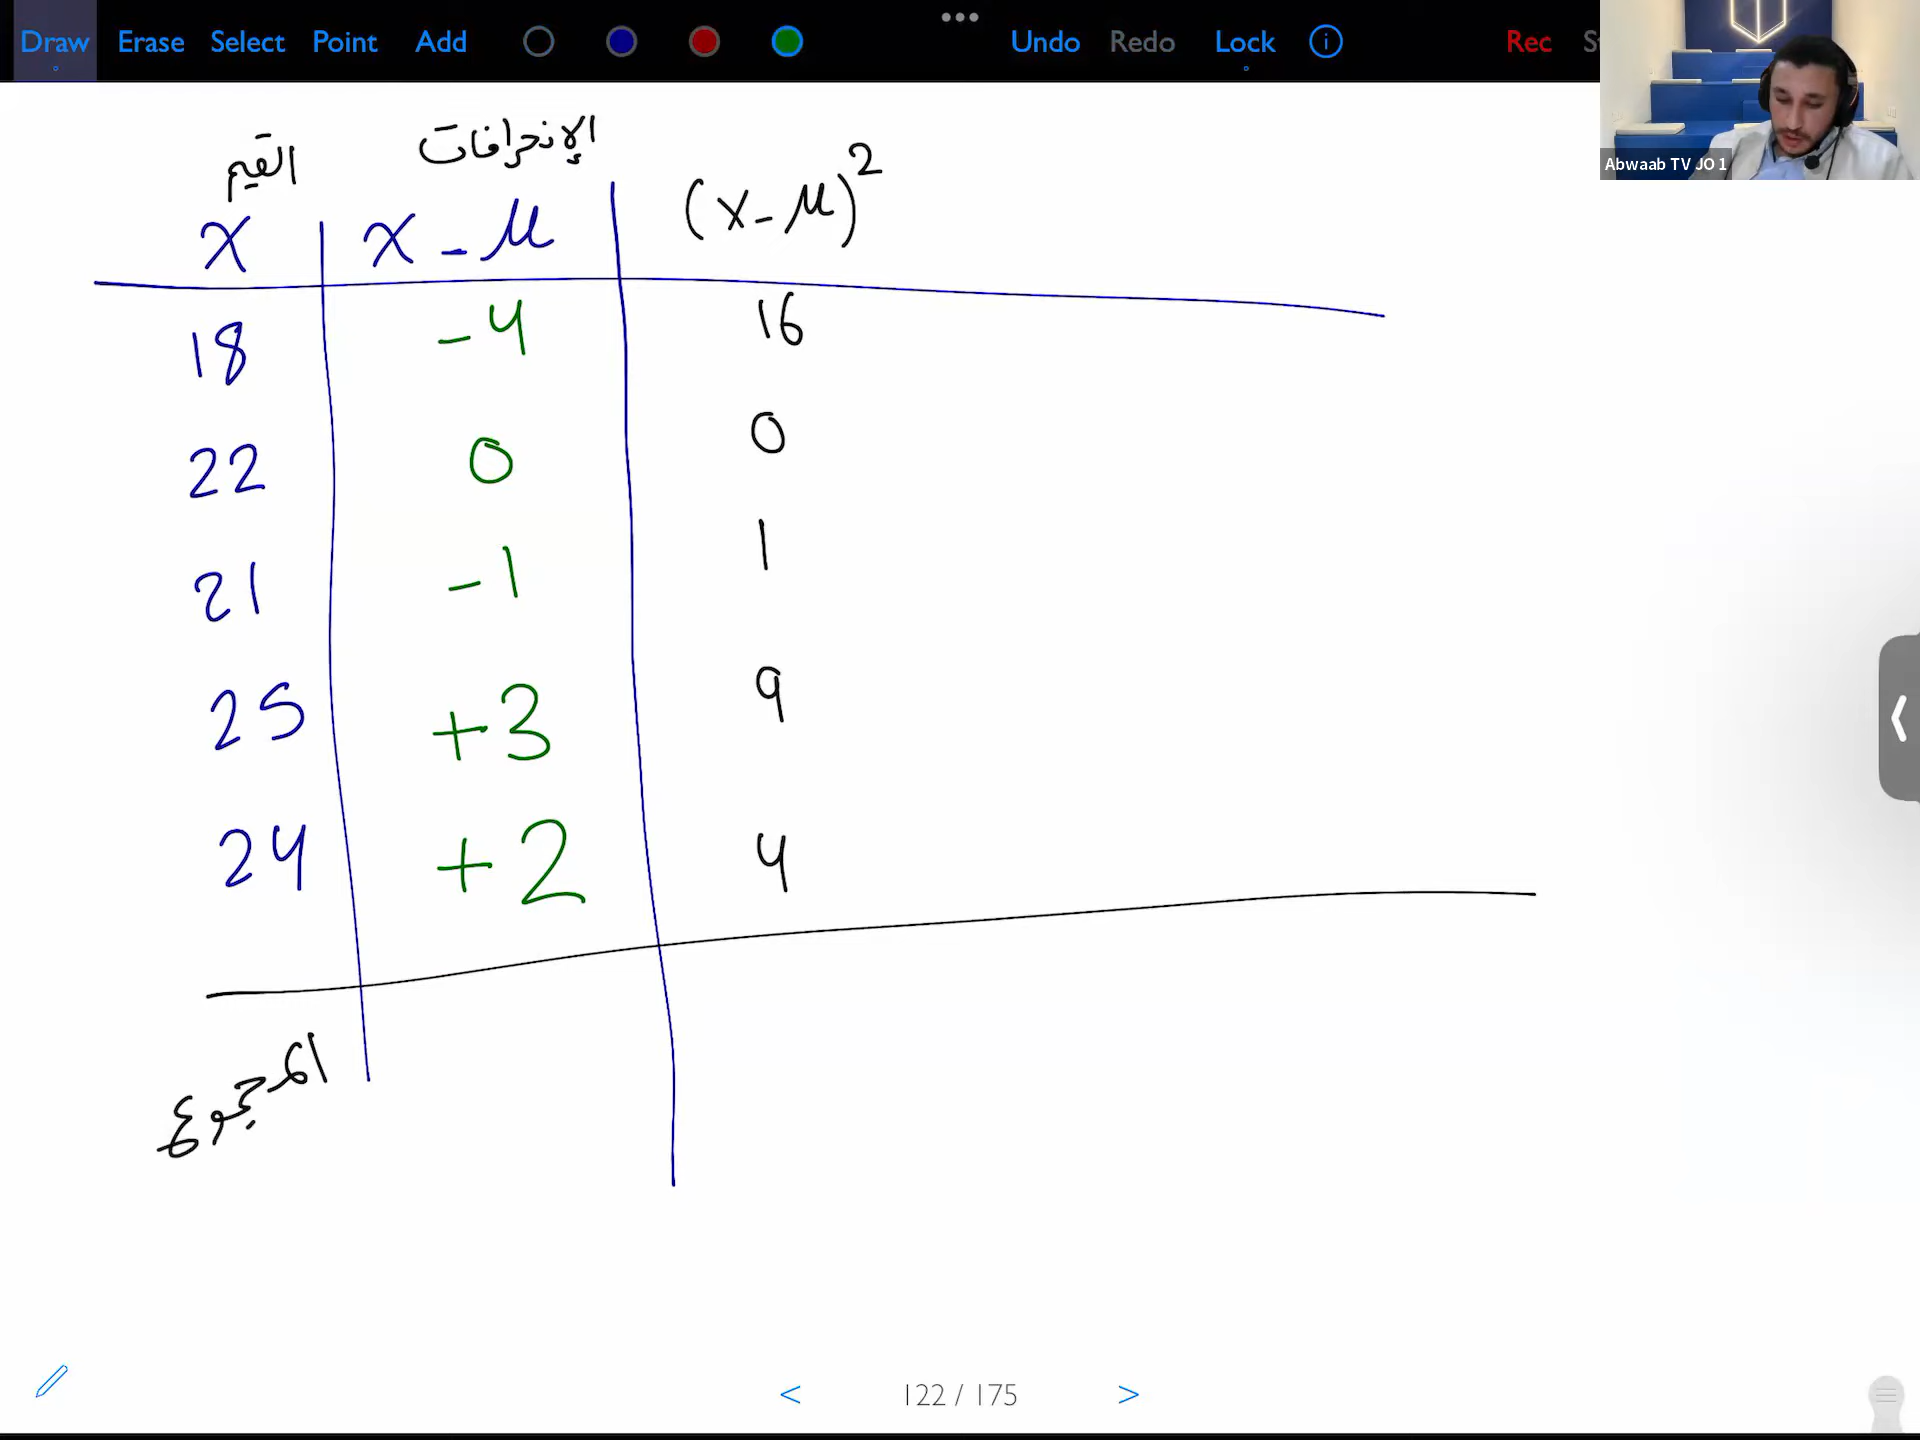 Draw Erase Select Point Add Undo Redo Lock Rec
Abwaab TV JO 1
القيم الإنحرافات
x x - μ (x - μ)²
18 -4 16
22 0 0
21 -1 1
25 +3 9
24 +2 4
المجموع
< 122 / 175 >